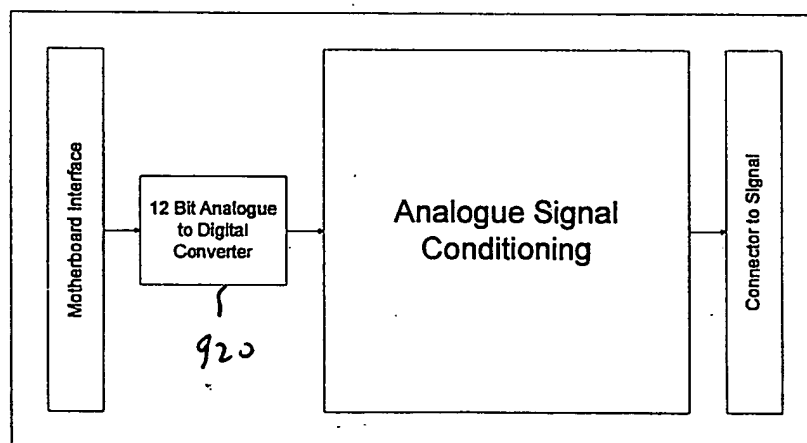 Motherboard Interface
12 Bit Analogue
to Digital
Converter
920
Analogue Signal
Conditioning
Connector to Signal